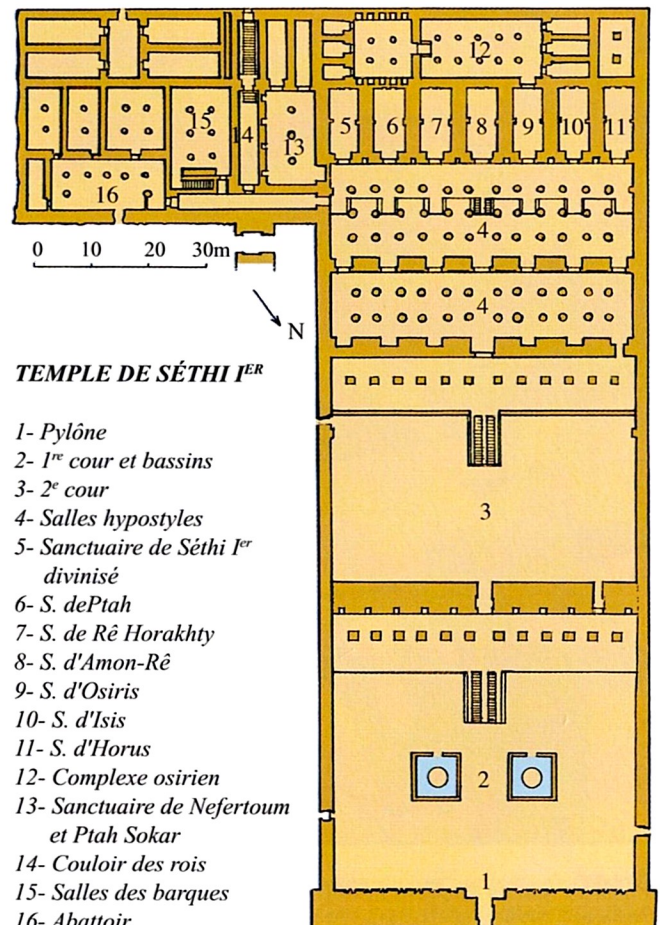 12
5 6 7 8 9 10 11
15
14
13
16
4
4
0 10 20 30m
N
TEMPLE DE SÉTHI IER
1- Pylône
2- 1re cour et bassins
3- 2e cour
4- Salles hypostyles
5- Sanctuaire de Séthi Ier
divinisé
6- S. dePtah
7- S. de Rê Horakhty
8- S. d'Amon-Rê
9- S. d'Osiris
10- S. d'Isis
11- S. d'Horus
12- Complexe osirien
13- Sanctuaire de Nefertoum
et Ptah Sokar
14- Couloir des rois
15- Salles des barques
16- Abattoir
3
2
1